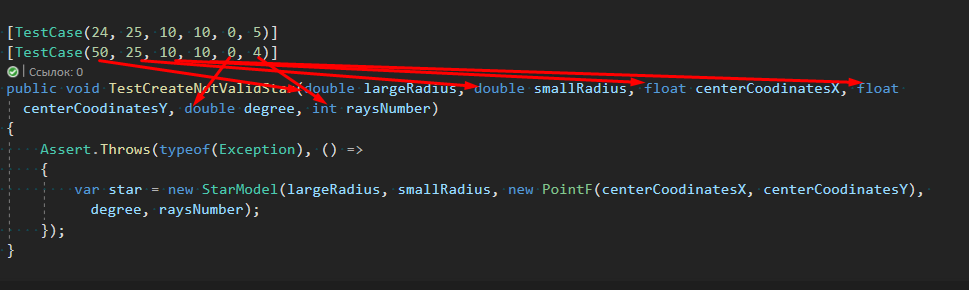 [TestCase(24, 25, 10, 10, 0, 5)]
[TestCase(50, 25, 10, 10, 0, 4)]
| Ссылок: 0
public void TestCreateNotValidStar(double largeRadius, double smallRadius, float centerCoodinatesX, float
centerCoodinatesY, double degree, int raysNumber)
{
Assert.Throws(typeof(Exception), () =>
{
var star = new StarModel(largeRadius, smallRadius, new PointF(centerCoodinatesX, centerCoodinatesY),
degree, raysNumber);
});
}